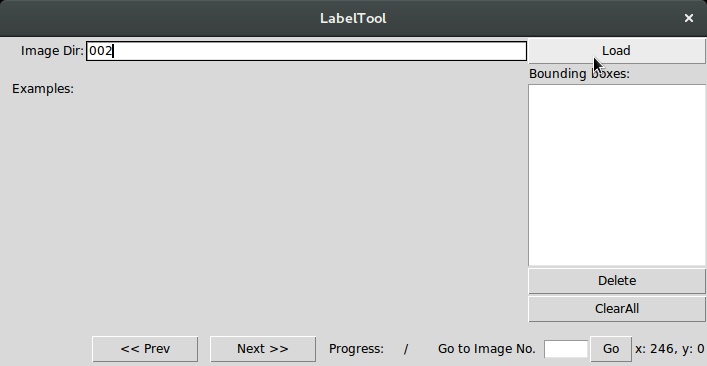 LabelTool
Image Dir: 002 Load
Bounding boxes:
Examples:
Delete
ClearAll
<< Prev Next >> Progress: / Go to Image No. Go x: 246, y: 0